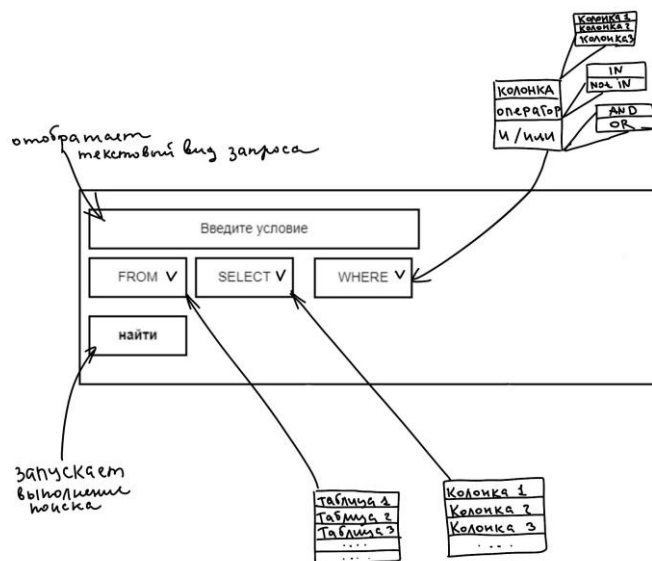 Колонка 1
Колонка 2
Колонка 3
Колонка
оператор
и/или
IN
Not IN
AND
OR
отобратает
текстовый вид запроса
Введите условие
FROM
SELECT
WHERE
найти
запускает
выполнение
поиска
Таблица 1
Таблица 2
Таблица 3
....
....
Колонка 1
Колонка 2
Колонка 3
....